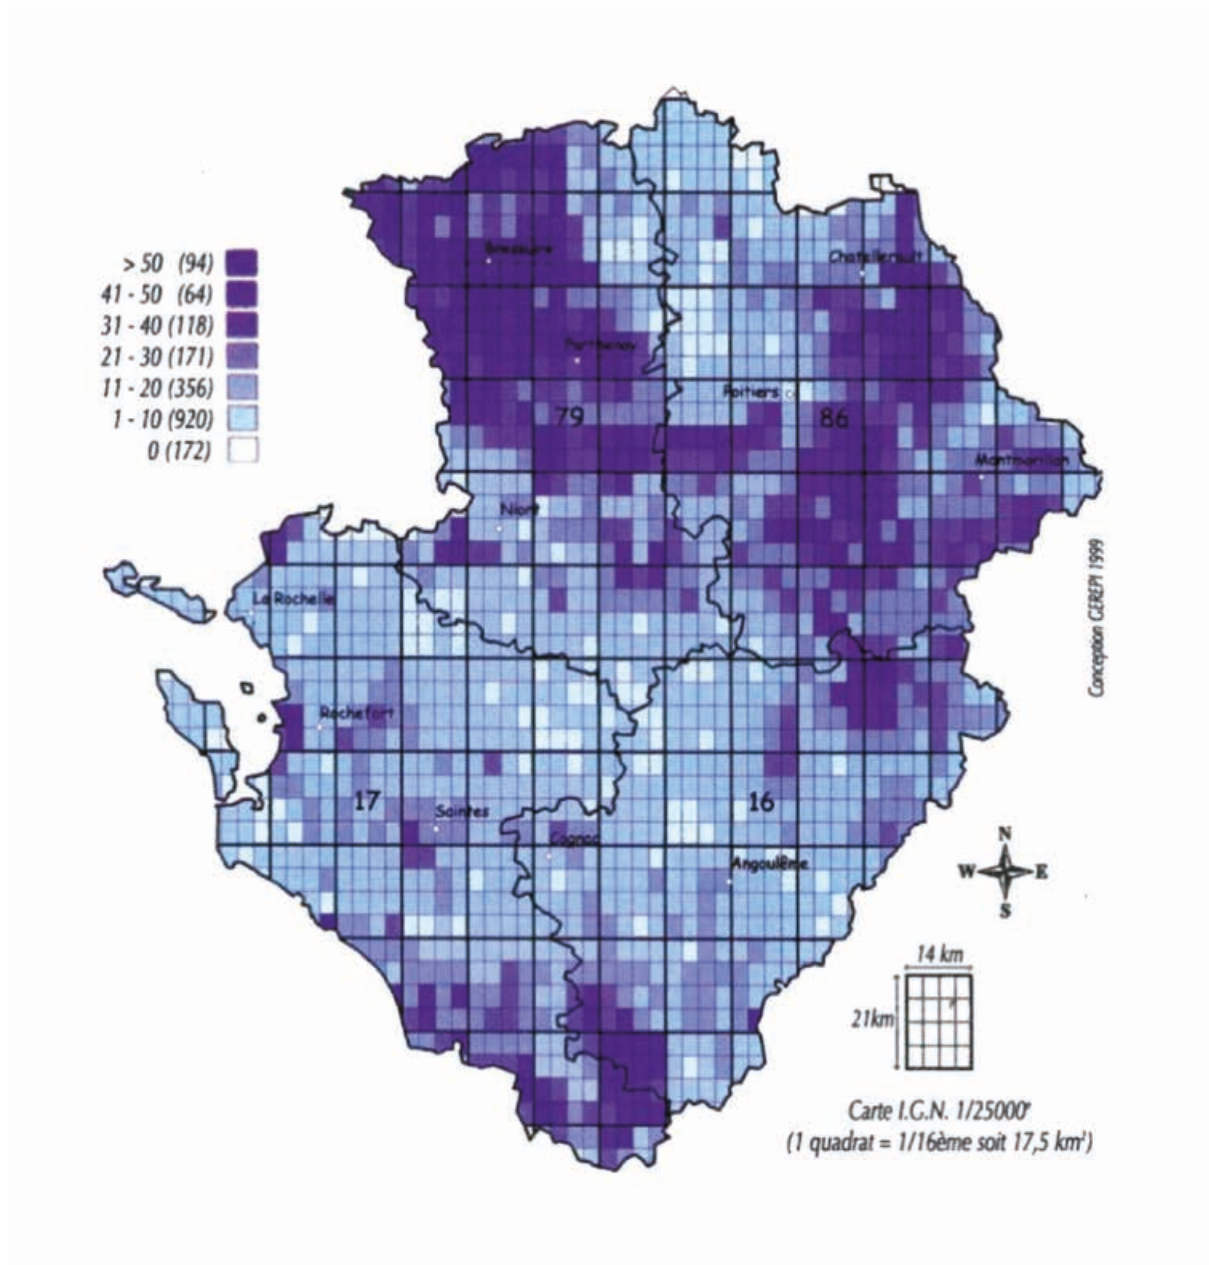 Bressuire
Chatellerault
> 50 (94)
41 - 50 (64)
31 - 40 (118)
21 - 30 (171)
11 - 20 (356)
1 - 10 (920)
0 (172)
Parthenay
Poitiers
79
86
Montmorillon
Niort
La Rochelle
Conception GEREPI 1999
Rochefort
17
16
Saintes
Cognac
Angoulême
N
W E
S
14 km
21km
Carte I.G.N. 1/25000e
(1 quadrat = 1/16ème soit 17,5 km²)